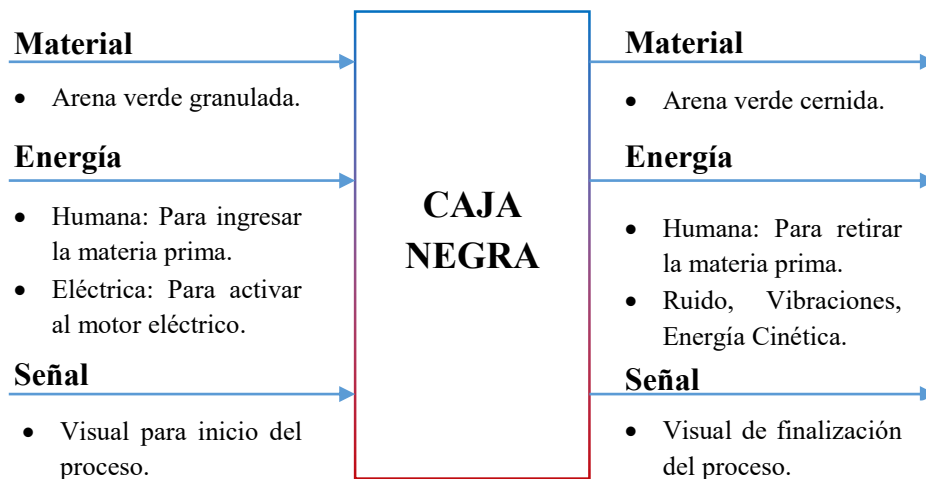 Material
• Arena verde granulada.
Energía
• Humana: Para ingresar
la materia prima.
• Eléctrica: Para activar
al motor eléctrico.
Señal
• Visual para inicio del
proceso.
CAJA
NEGRA
Material
• Arena verde cernida.
Energía
• Humana: Para retirar
la materia prima.
• Ruido, Vibraciones,
Energía Cinética.
Señal
• Visual de finalización
del proceso.